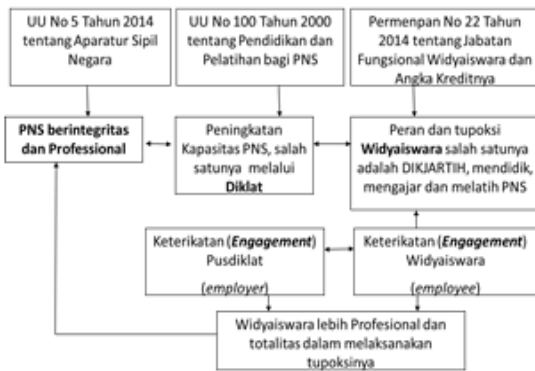 UU No 5 Tahun 2014
tentang Aparatur Sipil
Negara
UU No 100 Tahun 2000
tentang Pendidikan dan
Pelatihan bagi PNS
Permenpan No 22 Tahun
2014 tentang Jabatan
Fungsional Widyaiswara dan
Angka Kreditnya
PNS berintegritas
dan Professional
Peningkatan
Kapasitas PNS, salah
satunya melalui
Diklat
Peran dan tupoksi
Widyaiswara salah satunya
adalah DIKJARTIH, mendidik,
mengajar dan melatih PNS
Keterikatan (Engagement)
Pusdiklat
(employer)
Keterikatan (Engagement)
Widyaiswara
(employee)
Widyaiswara lebih Profesional dan
totalitas dalam melaksanakan
tupoksinya